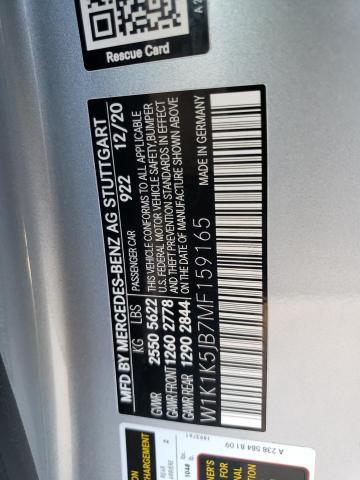 Rescue Card
MFD BY MERCEDES-BENZ AG STUTTGART
PASSENGER CAR 922 12/20
KG LBS
GVWR 2550 5622
GAWR FRONT 1260 2778
GAWR REAR 1290 2844
THIS VEHICLE CONFORMS TO ALL APPLICABLE
U.S. FEDERAL MOTOR VEHICLE SAFETY, BUMPER
AND THEFT PREVENTION STANDARDS IN EFFECT
ON THE DATE OF MANUFACTURE SHOWN ABOVE
W1K1K5JB7MF159165
MADE IN GERMANY
A 238 584 81 09
1048